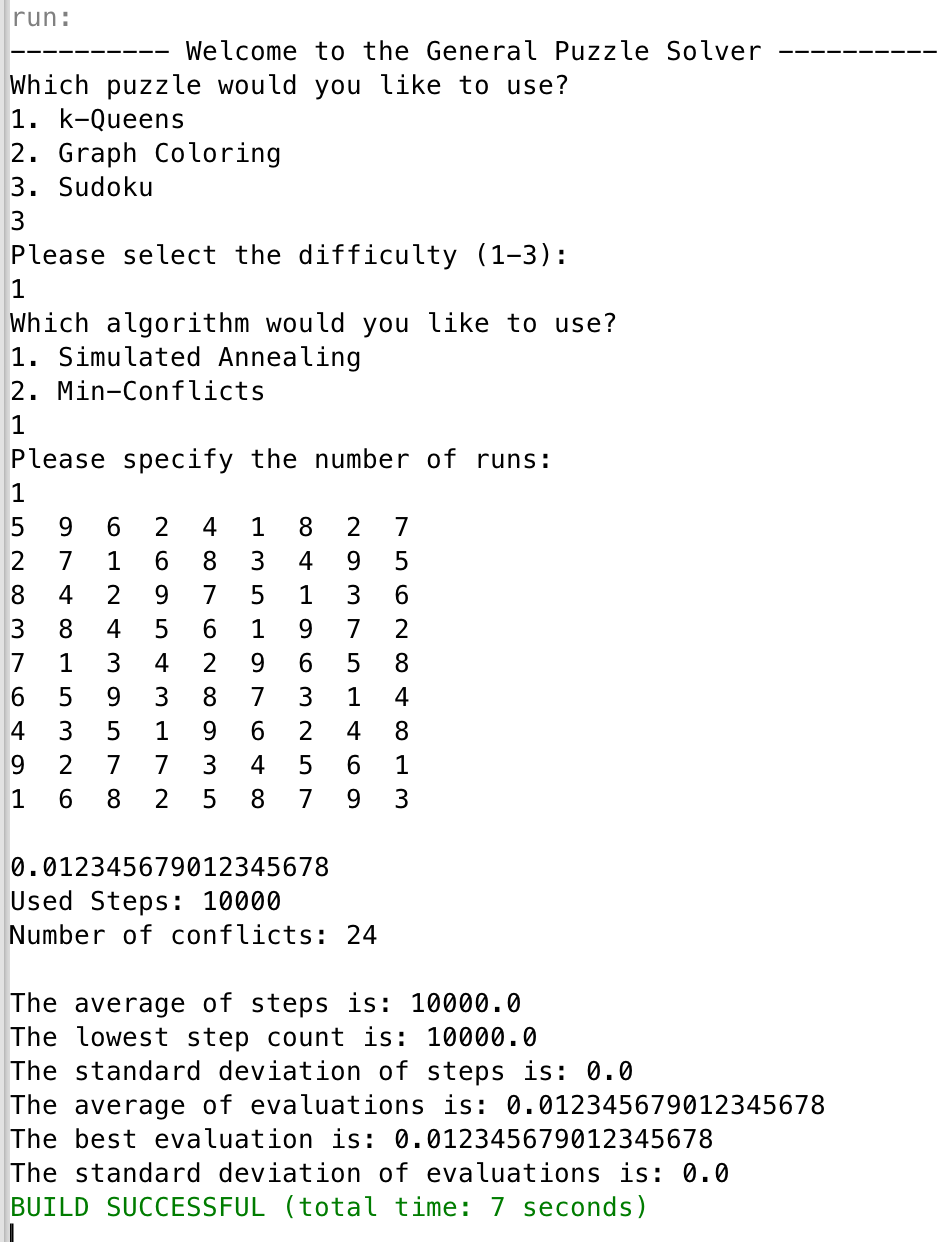 run:
---------- Welcome to the General Puzzle Solver ----------
Which puzzle would you like to use?
1. k-Queens
2. Graph Coloring
3. Sudoku
3
Please select the difficulty (1-3):
1
Which algorithm would you like to use?
1. Simulated Annealing
2. Min-Conflicts
1
Please specify the number of runs:
1
5  9  6  2  4  1  8  2  7
2  7  1  6  8  3  4  9  5
8  4  2  9  7  5  1  3  6
3  8  4  5  6  1  9  7  2
7  1  3  4  2  9  6  5  8
6  5  9  3  8  7  3  1  4
4  3  5  1  9  6  2  4  8
9  2  7  7  3  4  5  6  1
1  6  8  2  5  8  7  9  3
0.012345679012345678
Used Steps: 10000
Number of conflicts: 24
The average of steps is: 10000.0
The lowest step count is: 10000.0
The standard deviation of steps is: 0.0
The average of evaluations is: 0.012345679012345678
The best evaluation is: 0.012345679012345678
The standard deviation of evaluations is: 0.0
BUILD SUCCESSFUL (total time: 7 seconds)